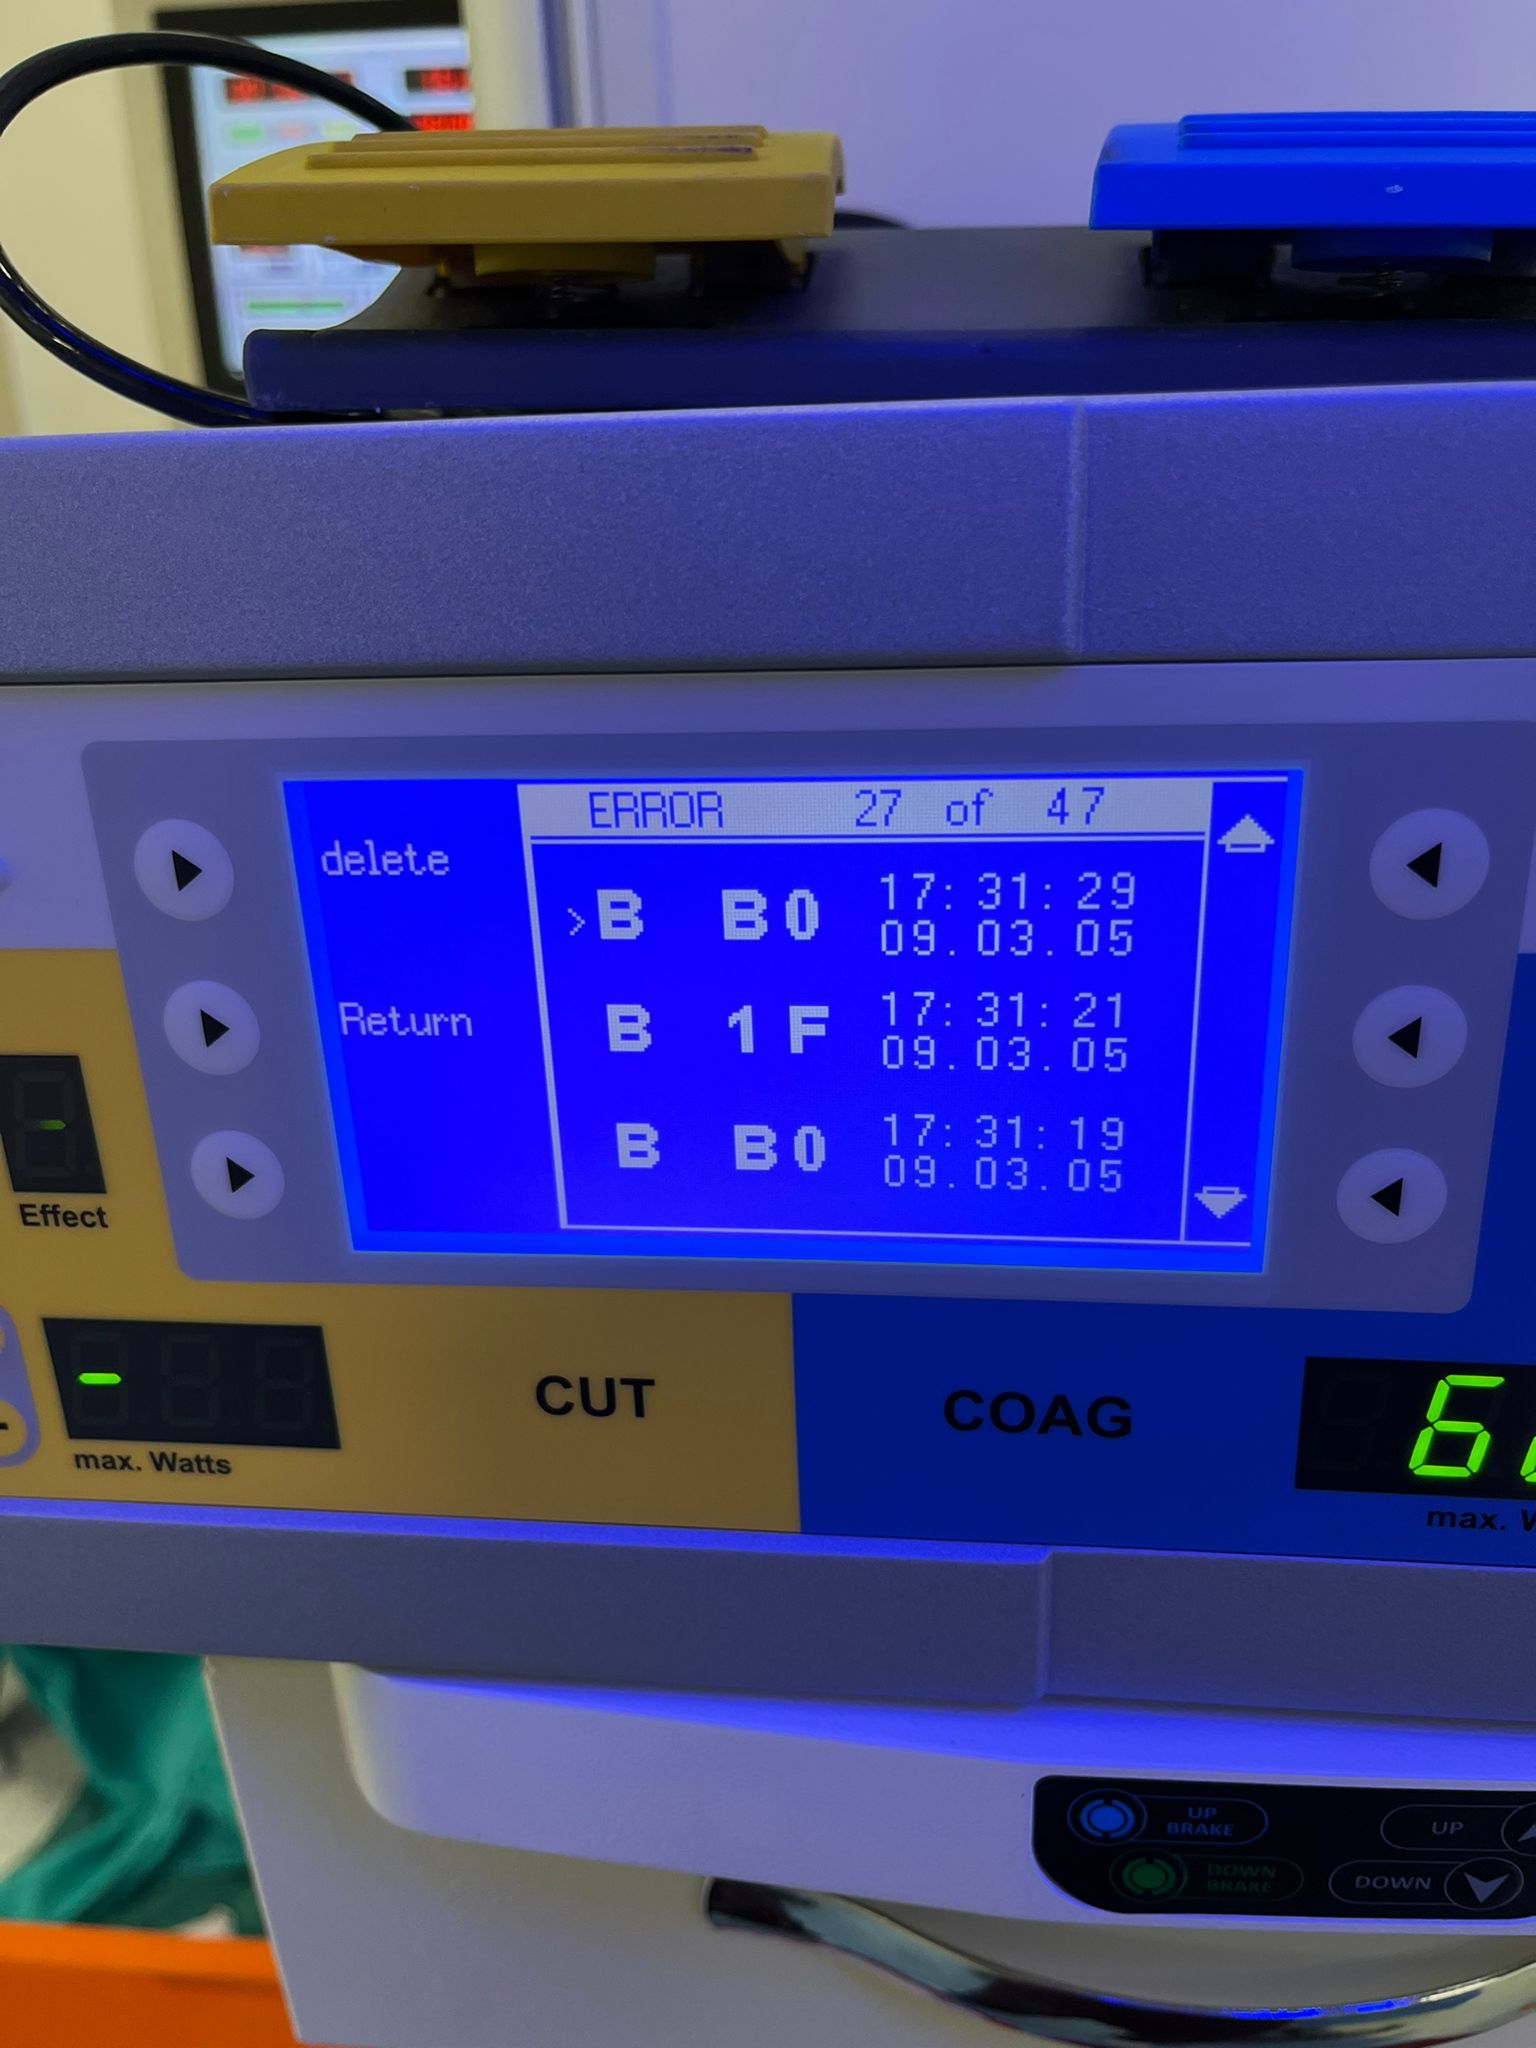 ERROR 27 of 47
delete
>B B0 17:31:29
09.03.05
Return
B 1F 17:31:21
09.03.05
B B0 17:31:19
09.03.05
Effect
CUT
COAG
6
max. Watts
max. W
UP
BRAKE
UP
DOWN
BRAKE
DOWN